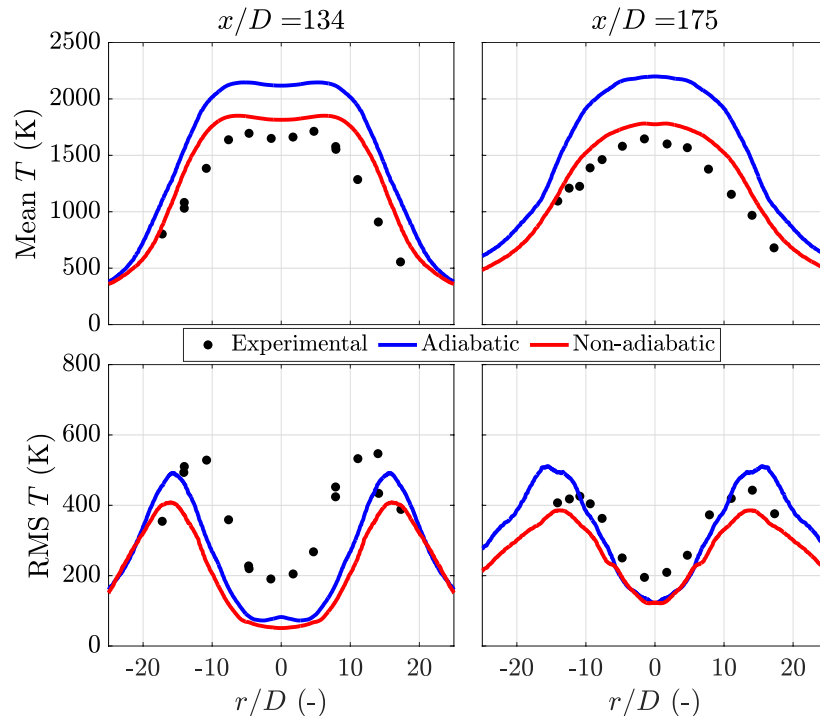 x/D =134
x/D =175
Mean T (K)
2500
2000
1500
1000
500
0
Experimental
Adiabatic
Non-adiabatic
RMS T (K)
800
600
400
200
0
-20 -10 0 10 20
-20 -10 0 10 20
r/D (-)
r/D (-)